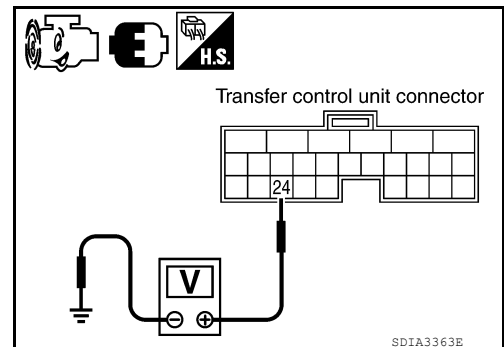 H.S.
Transfer control unit connector
24
V
⊖ ⊕
SDIA3363E